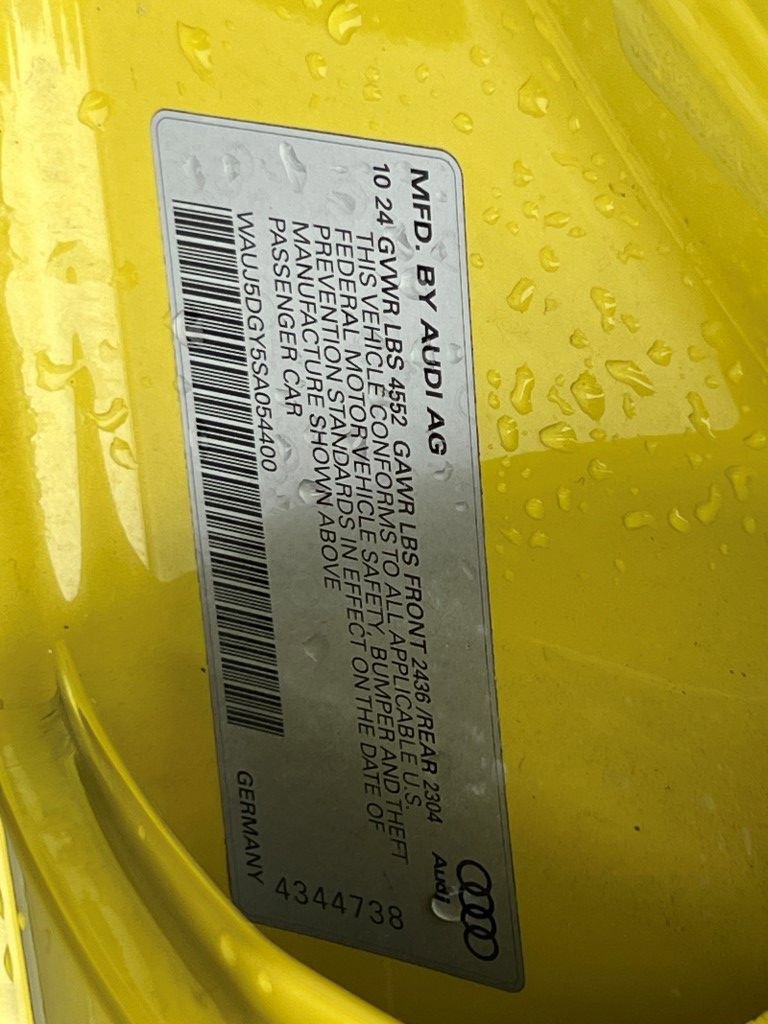 MFD. BY AUDI AG
10 24 GVWR LBS 4552 GAWR LBS FRONT 2436 /REAR 2304
THIS VEHICLE CONFORMS TO ALL APPLICABLE U.S.
FEDERAL MOTOR VEHICLE SAFETY, BUMPER AND THEFT
PREVENTION STANDARDS IN EFFECT ON THE DATE OF
MANUFACTURE SHOWN ABOVE
PASSENGER CAR
WAUJ5DGY5SA054400
Audi
4344738
GERMANY